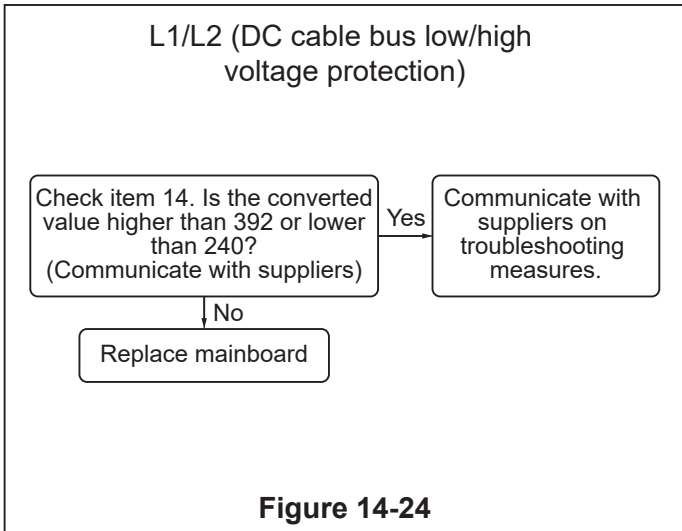 L1/L2 (DC cable bus low/high
voltage protection)
Check item 14. Is the converted
value higher than 392 or lower
than 240?
(Communicate with suppliers)
Yes
Communicate with
suppliers on
troubleshooting
measures.
No
Replace mainboard
Figure 14-24